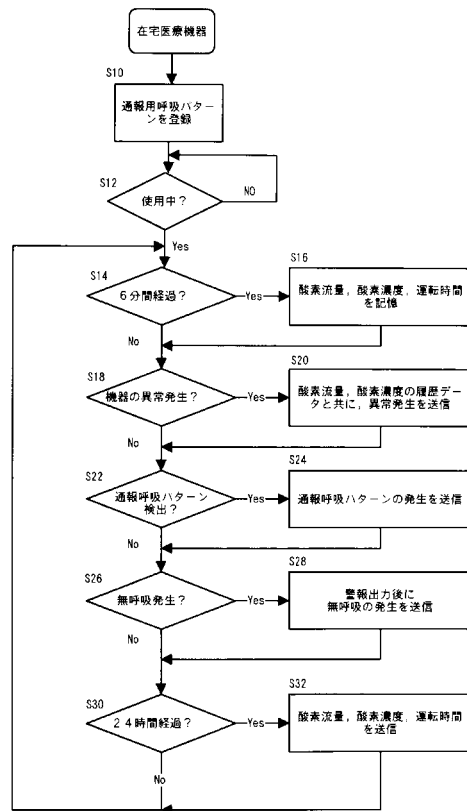 在宅医療機器
S10
通報用呼吸パター
ンを登録
S12
使用中？
NO
Yes
S14
６分間経過？
Yes
S16
酸素流量，酸素濃度，運転時間
を記憶
No
S18
機器の異常発生？
Yes
S20
酸素流量，酸素濃度の履歴デー
タと共に，異常発生を送信
No
S22
通報呼吸パターン
検出？
Yes
S24
通報呼吸パターンの発生を送信
No
S26
無呼吸発生？
Yes
S28
警報出力後に
無呼吸の発生を送信
No
S30
２４時間経過？
Yes
S32
酸素流量，酸素濃度，運転時間
を送信
No